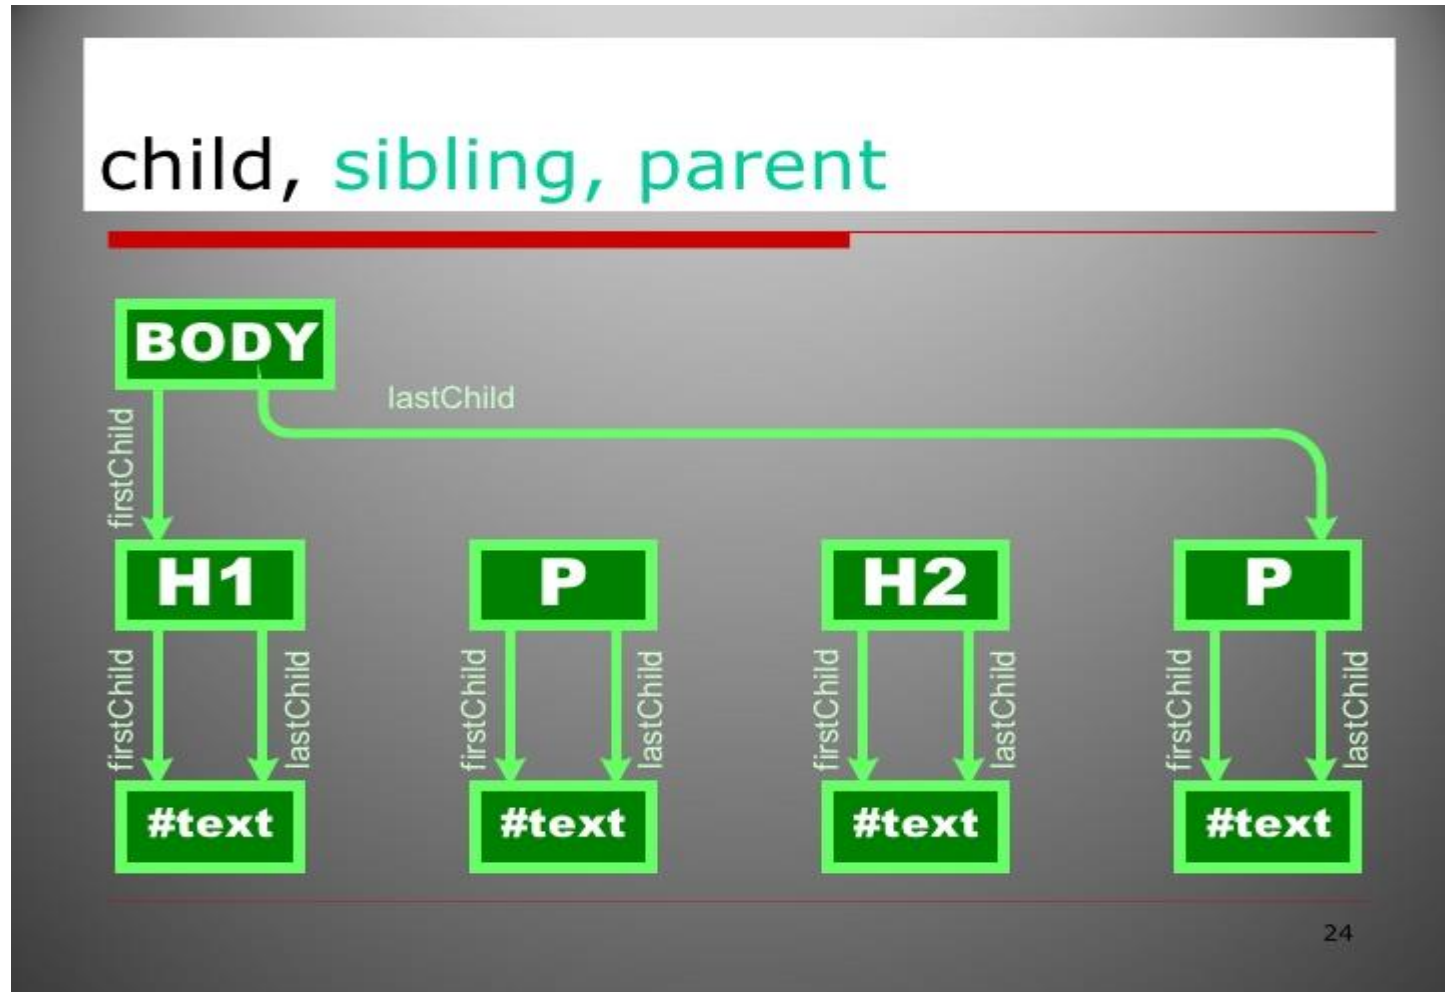 child, sibling, parent
BODY
lastChild
firstChild
H1
P
H2
P
firstChild
lastChild
firstChild
lastChild
firstChild
lastChild
firstChild
lastChild
#text
#text
#text
#text
24